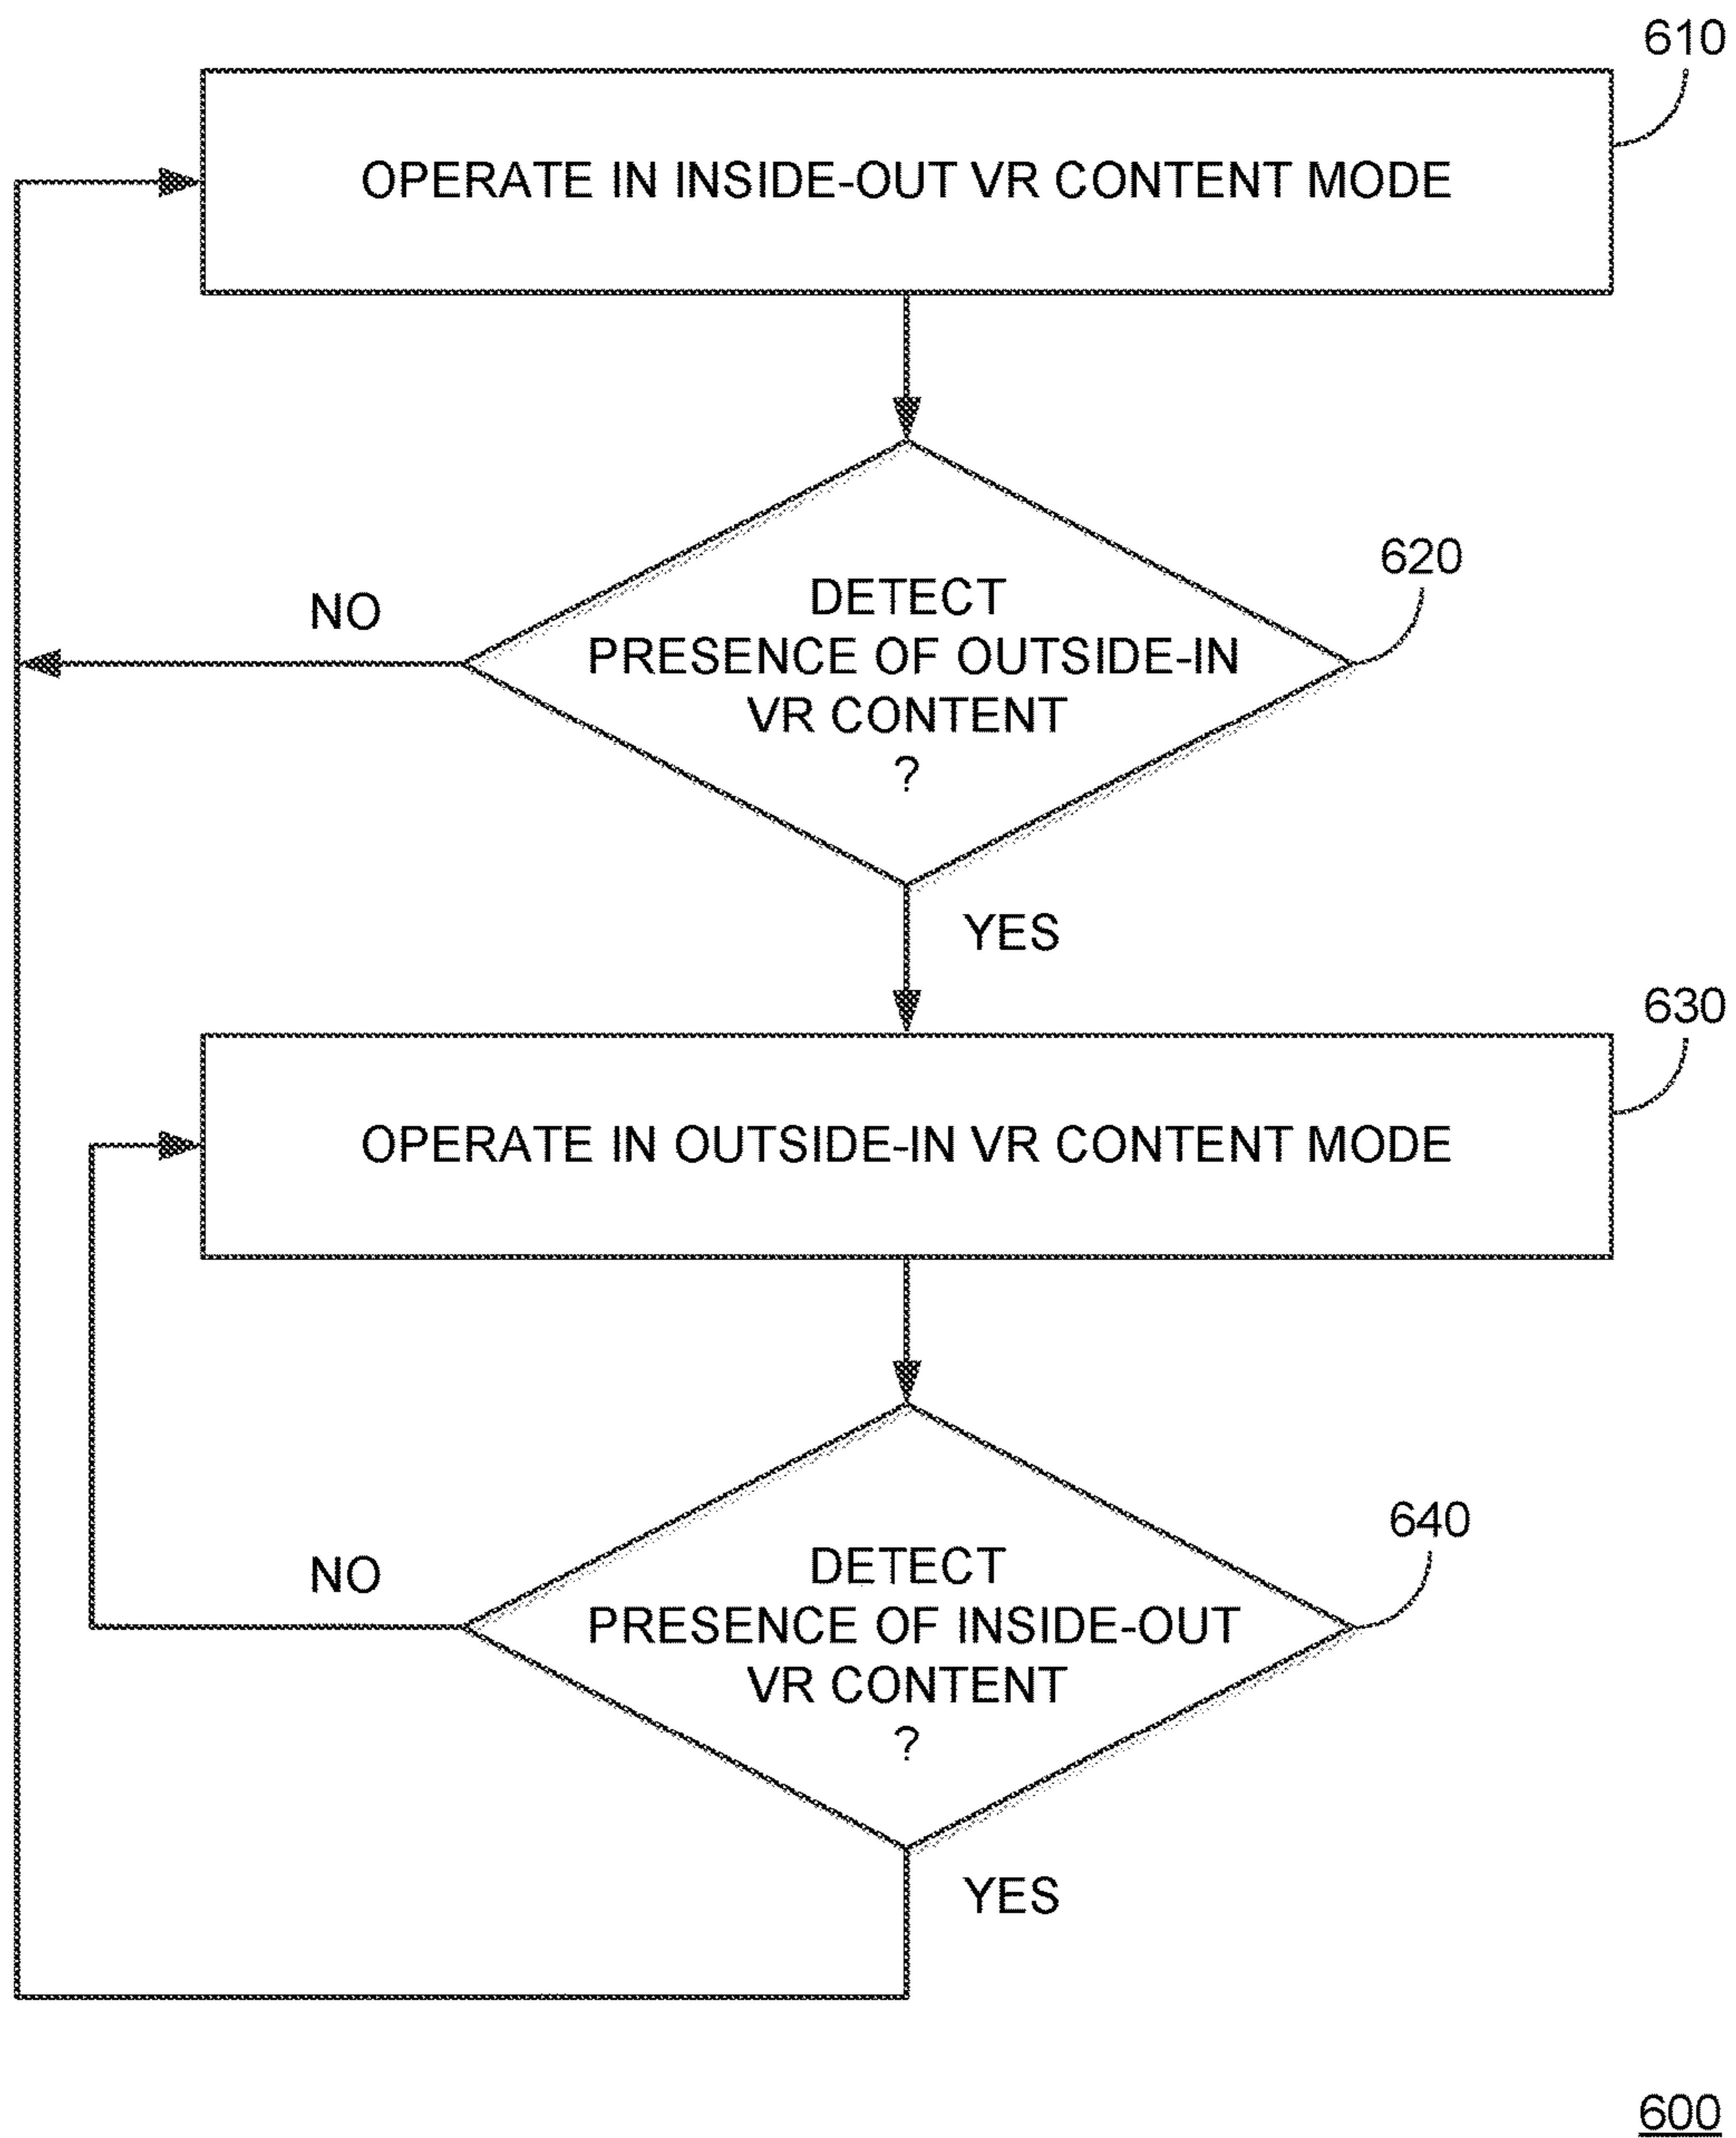 610
OPERATE IN INSIDE-OUT VR CONTENT MODE
620
DETECT
PRESENCE OF OUTSIDE-IN
VR CONTENT
?
NO
YES
630
OPERATE IN OUTSIDE-IN VR CONTENT MODE
640
DETECT
PRESENCE OF INSIDE-OUT
VR CONTENT
?
NO
YES
600